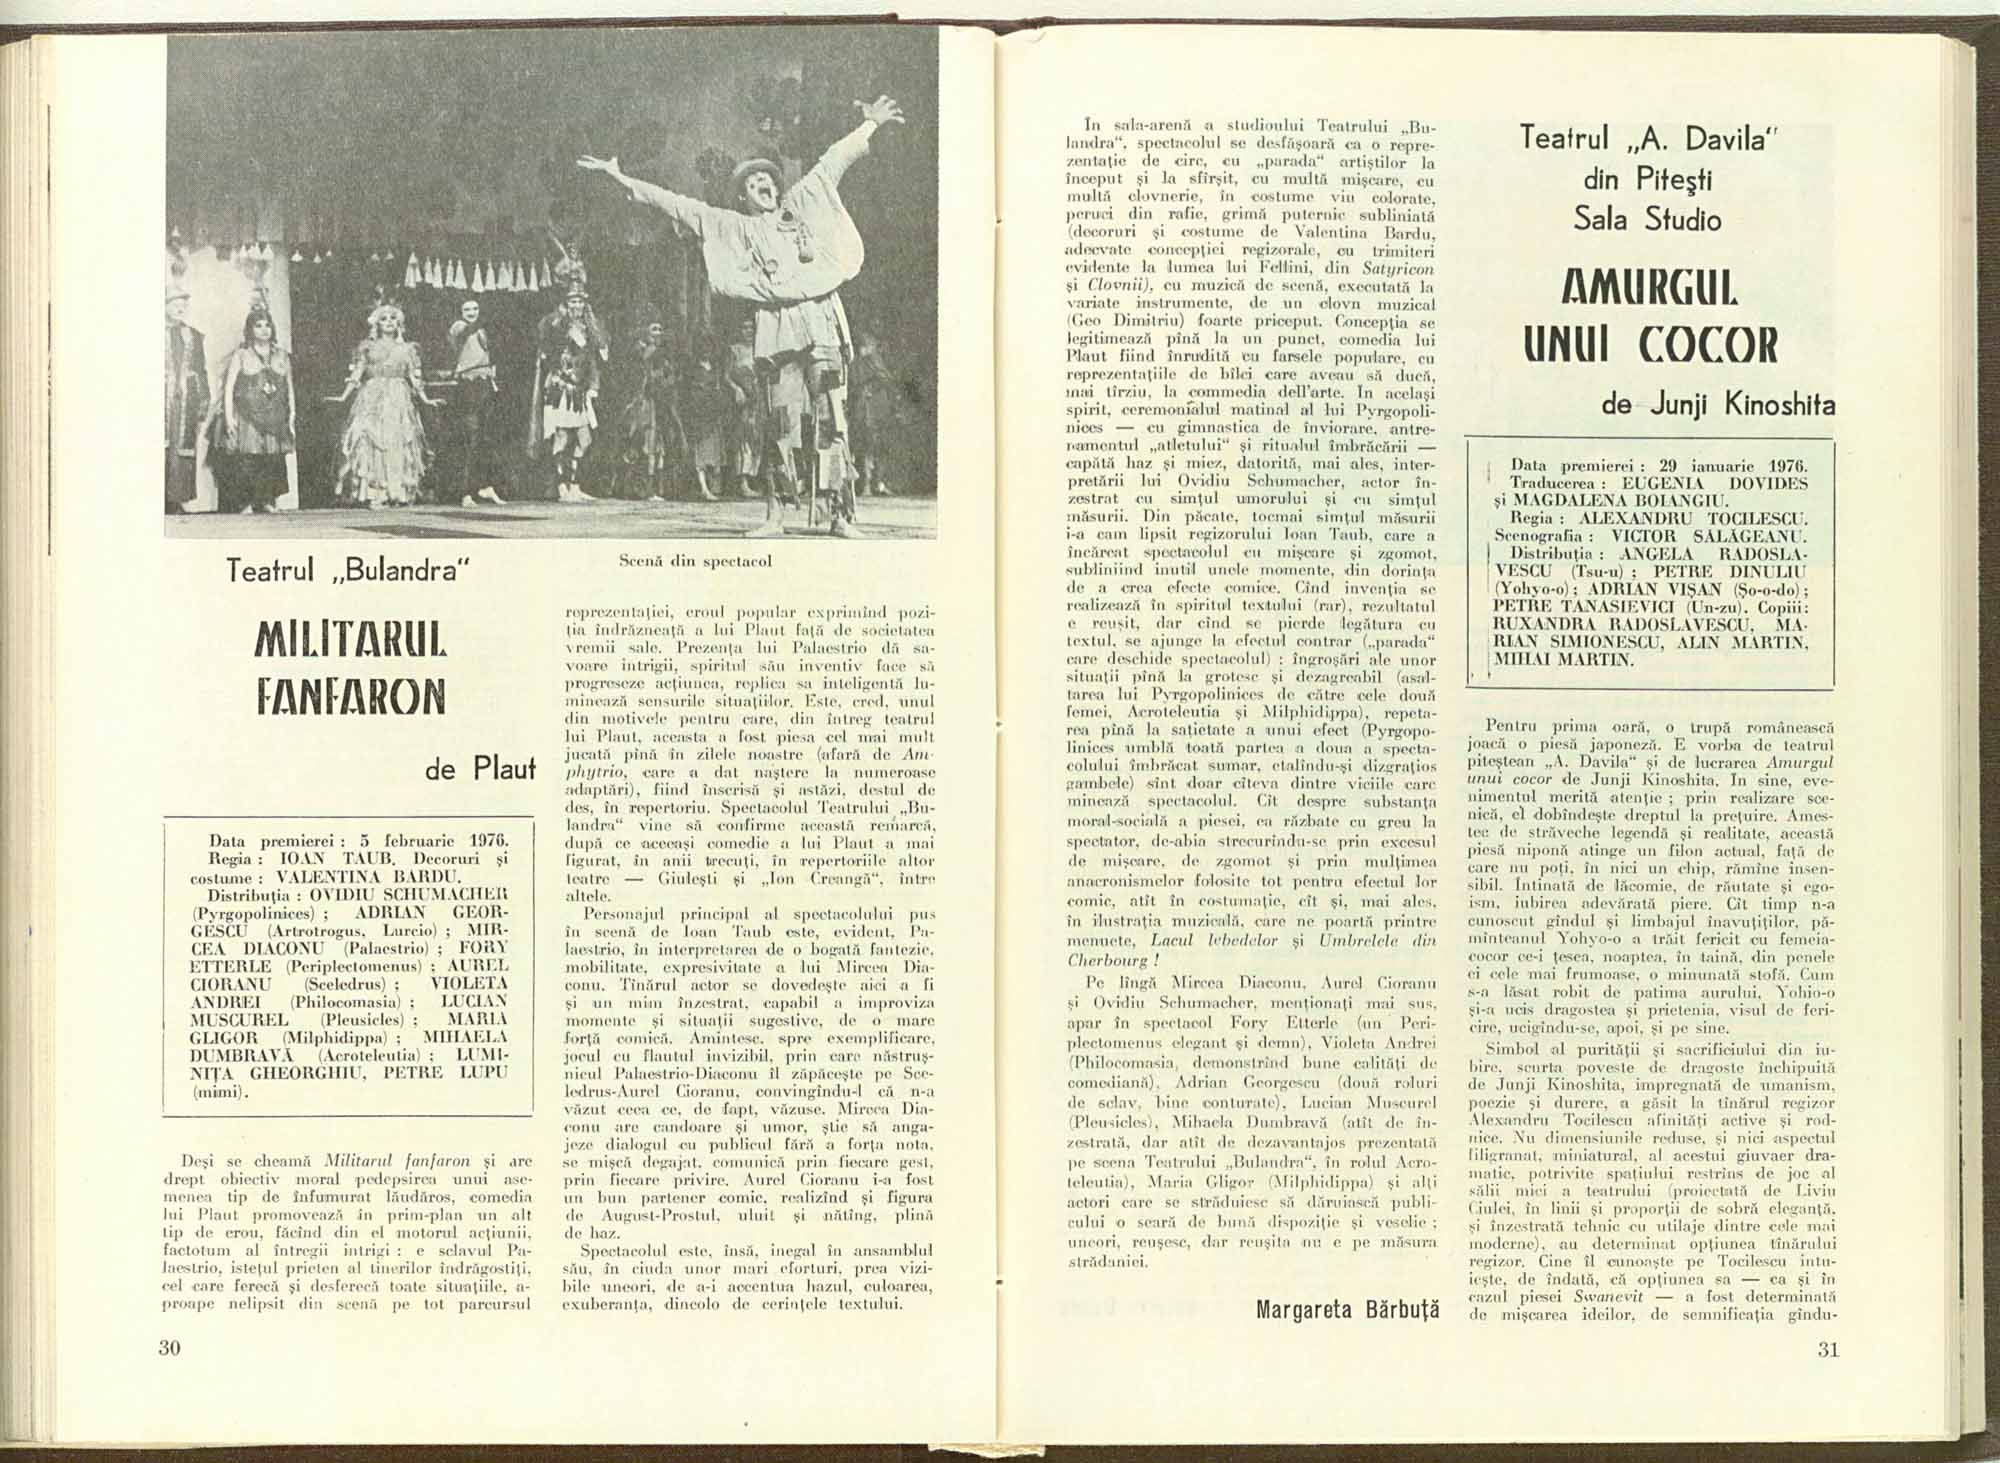 Scenă din spectacol
Teatrul „Bulandra“
MILITARUL
FANFARON
de Plaut
Data premierei : 5 februarie 1976.
Regia : IOAN TAUB. Decoruri și
costume : VALENTINA BARDU.
Distribuția : OVIDIU SCHUMACHER
(Pyrgopolinices) ; ADRIAN GEOR-
GESCU (Artrotrogus, Lurcio) ; MIR-
CEA DIACONU (Palaestrio) ; FORY
ETTERLE (Periplectomenus) ; AUREL
CIORANU (Sceledrus) ; VIOLETA
ANDREI (Philocomasia) ; LUCIAN
MUSCUREL (Pleusicles) ; MARIA
GLIGOR (Milphidippa) ; MIHAELA
DUMBRAVĂ (Acroteleutia) ; LUMI-
NIȚA GHEORGHIU, PETRE LUPU
(mimi).
Deși se cheamă Militarul fanfaron și are
drept obiectiv moral pedepsirea unui ase-
menea tip de înfumurat lăudăros, comedia
lui Plaut promovează în prim-plan un alt
tip de erou, făcînd din el motorul acțiunii,
factotum al întregii intrigi : e sclavul Pa-
laestrio, istețul prieten al tinerilor îndrăgostiți,
cel care ferecă și desferecă toate situațiile, a-
proape nelipsit din scenă pe tot parcursul
30
reprezentației, eroul popular exprimînd pozi-
ția îndrăzneață a lui Plaut față de societatea
vremii sale. Prezența lui Palaestrio dă sa-
voare intrigii, spiritul său inventiv face să
progreseze acțiunea, replica sa inteligentă lu-
minează sensurile situațiilor. Este, cred, unul
din motivele pentru care, din întreg teatrul
lui Plaut, aceasta a fost piesa cel mai mult
jucată pînă în zilele noastre (afară de Am-
phytrio, care a dat naștere la numeroase
adaptări), fiind înscrisă și astăzi, destul de
des, în repertoriu. Spectacolul Teatrului „Bu-
landra“ vine să confirme această remarcă,
după ce aceeași comedie a lui Plaut a mai
figurat, în anii trecuți, în repertoriile altor
teatre — Giulești și „Ion Creangă“, între
altele.
Personajul principal al spectacolului pus
în scenă de Ioan Taub este, evident, Pa-
laestrio, în interpretarea de o bogată fantezie,
mobilitate, expresivitate a lui Mircea Dia-
conu. Tînărul actor se dovedește aici a fi
și un mim înzestrat, capabil a improviza
momente și situații sugestive, de o mare
forță comică. Amintesc, spre exemplificare,
jocul cu flautul invizibil, prin care năstruș-
nicul Palaestrio-Diaconu îl zăpăcește pe Sce-
ledrus-Aurel Cioranu, convingîndu-l că n-a
văzut ceea ce, de fapt, văzuse. Mircea Dia-
conu are candoare și umor, știe să anga-
jeze dialogul cu publicul fără a forța nota,
se mișcă degajat, comunică prin fiecare gest,
prin fiecare privire. Aurel Cioranu i-a fost
un bun partener comic, realizînd și figura
de August-Prostul, uluit și nătîng, plină
de haz.
Spectacolul este, însă, inegal în ansamblul
său, în ciuda unor mari eforturi, prea vizi-
bile uneori, de a-i accentua hazul, culoarea,
exuberanța, dincolo de cerințele textului.
În sala-arenă a studioului Teatrului „Bu-
landra“, spectacolul se desfășoară ca o repre-
zentație de circ, cu „parada“ artiștilor la
început și la sfîrșit, cu multă mișcare, cu
multă clovnerie, în costume viu colorate,
peruci din rafie, grimă puternic subliniată
(decoruri și costume de Valentina Bardu,
adecvate concepției regizorale, cu trimiteri
evidente la lumea lui Fellini, din Satyricon
și Clovnii), cu muzică de scenă, executată la
variate instrumente, de un clovn muzical
(Geo Dimitriu) foarte priceput. Concepția se
legitimează pînă la un punct, comedia lui
Plaut fiind înrudită cu farsele populare, cu
reprezentațiile de bîlci care aveau să ducă,
mai tîrziu, la commedia dell'arte. În același
spirit, ceremonialul matinal al lui Pyrgopoli-
nices — cu gimnastica de înviorare, antre-
namentul „atletului“ și ritualul îmbrăcării —
capătă haz și miez, datorită, mai ales, inter-
pretării lui Ovidiu Schumacher, actor în-
zestrat cu simțul umorului și cu simțul
măsurii. Din păcate, tocmai simțul măsurii
i-a cam lipsit regizorului Ioan Taub, care a
încărcat spectacolul cu mișcare și zgomot,
subliniind inutil unele momente, din dorința
de a crea efecte comice. Cînd invenția se
realizează în spiritul textului (rar), rezultatul
e reușit, dar cînd se pierde legătura cu
textul, se ajunge la efectul contrar („parada“
care deschide spectacolul) : îngroșări ale unor
situații pînă la grotesc și dezagreabil (asal-
tarea lui Pyrgopolinices de către cele două
femei, Acroteleutia și Milphidippa), repeta-
rea pînă la sațietate a unui efect (Pyrgopo-
linices umblă toată partea a doua a specta-
colului îmbrăcat sumar, etalîndu-și dizgrațios
gambele) sînt doar cîteva dintre viciile care
minează spectacolul. Cît despre substanța
moral-socială a piesei, ea răzbate cu greu la
spectator, de-abia strecurîndu-se prin excesul
de mișcare, de zgomot și prin mulțimea
anacronismelor folosite tot pentru efectul lor
comic, atît în costumație, cît și, mai ales,
în ilustrația muzicală, care ne poartă printre
menuete, Lacul lebedelor și Umbrelele din
Cherbourg !
Pe lîngă Mircea Diaconu, Aurel Cioranu
și Ovidiu Schumacher, menționați mai sus,
apar în spectacol Fory Etterle (un Peri-
plectomenus elegant și demn), Violeta Andrei
(Philocomasia, demonstrînd bune calități de
comediană), Adrian Georgescu (două roluri
de sclav, bine conturate), Lucian Muscurel
(Pleusicles), Mihaela Dumbravă (atît de în-
zestrată, dar atît de dezavantajos prezentată
pe scena Teatrului „Bulandra“, în rolul Acro-
teleutia), Maria Gligor (Milphidippa) și alți
actori care se străduiesc să dăruiască publi-
cului o seară de bună dispoziție și veselie ;
uneori, reușesc, dar reușita nu e pe măsura
strădaniei.
Margareta Bărbuță
Teatrul „A. Davila“
din Pitești
Sala Studio
AMURGUL
UNUI COCOR
de Junji Kinoshita
Data premierei : 29 ianuarie 1976.
Traducerea : EUGENIA DOVIDES
și MAGDALENA BOIANGIU.
Regia : ALEXANDRU TOCILESCU.
Scenografia : VICTOR SĂLĂGEANU.
Distribuția : ANGELA RADOSLA-
VESCU (Tsu-u) ; PETRE DINULIU
(Yohyo-o) ; ADRIAN VIȘAN (Șo-o-do) ;
PETRE TANASIEVICI (Un-zu). Copiii:
RUXANDRA RADOSLAVESCU, MA-
RIAN SIMIONESCU, ALIN MARTIN,
MIHAI MARTIN.
Pentru prima oară, o trupă românească
joacă o piesă japoneză. E vorba de teatrul
piteștean „A. Davila“ și de lucrarea Amurgul
unui cocor de Junji Kinoshita. În sine, eve-
nimentul merită atenție ; prin realizare sce-
nică, el dobîndește dreptul la prețuire. Ames-
tec de străveche legendă și realitate, această
piesă niponă atinge un filon actual, față de
care nu poți, în nici un chip, rămîne insen-
sibil. Întinată de lăcomie, de răutate și ego-
ism, iubirea adevărată piere. Cît timp n-a
cunoscut gîndul și limbajul înavuțiților, pă-
mînteanul Yohyo-o a trăit fericit cu femeia-
cocor ce-i țesea, noaptea, în taină, din penele
ei cele mai frumoase, o minunată stofă. Cum
s-a lăsat robit de patima aurului, Yohio-o
și-a ucis dragostea și prietenia, visul de feri-
cire, ucigîndu-se, apoi, și pe sine.
Simbol al purității și sacrificiului din iu-
bire, scurta poveste de dragoste închipuită
de Junji Kinoshita, impregnată de umanism,
poezie și durere, a găsit la tînărul regizor
Alexandru Tocilescu afinități active și rod-
nice. Nu dimensiunile reduse, și nici aspectul
filigranat, miniatural, al acestui giuvaer dra-
matic, potrivite spațiului restrîns de joc al
sălii mici a teatrului (proiectată de Liviu
Ciulei, în linii și proporții de sobră eleganță,
și înzestrată tehnic cu utilaje dintre cele mai
moderne), au determinat opțiunea tînărului
regizor. Cine îl cunoaște pe Tocilescu intu-
iește, de îndată, că opțiunea sa — ca și în
cazul piesei Swanevit — a fost determinată
de mișcarea ideilor, de semnificația gîndu-
31